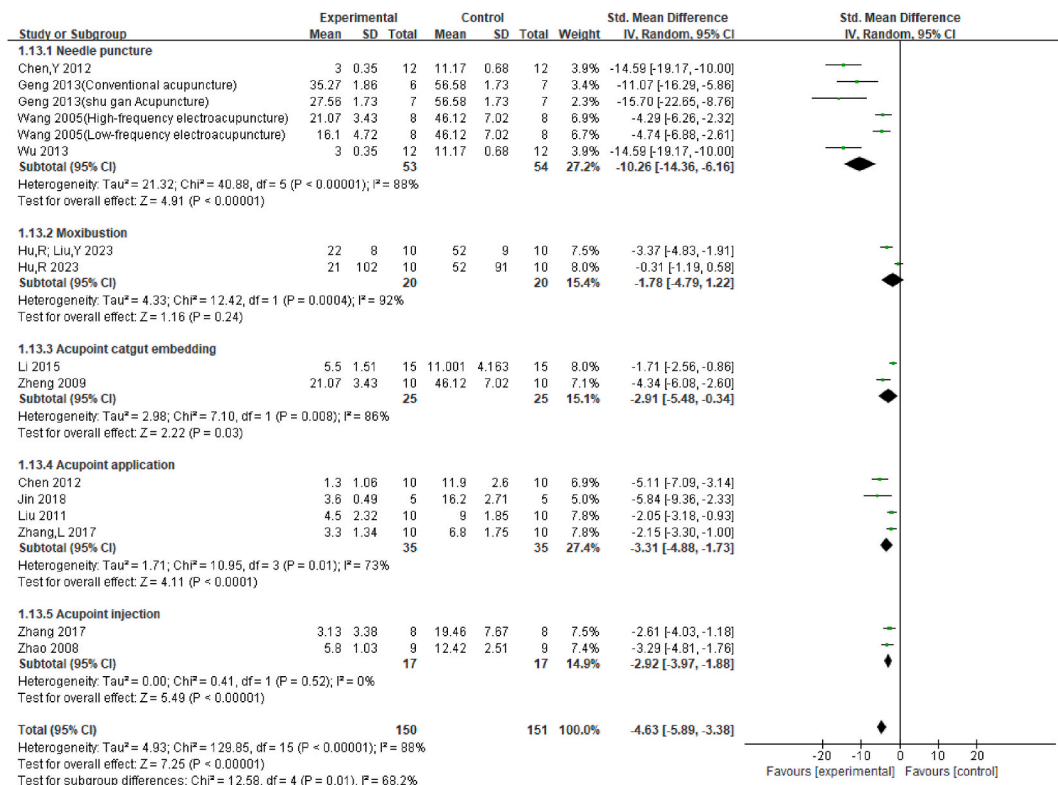 Experimental Control Std. Mean Difference Std. Mean Difference
Study or Subgroup Mean SD Total Mean SD Total Weight IV, Random, 95% CI IV, Random, 95% CI
1.13.1 Needle puncture
Chen,Y 2012 3 0.35 12 11.17 0.68 12 3.9% -14.59 [-19.17, -10.00]
Geng 2013(Conventional acupuncture) 35.27 1.86 6 56.58 1.73 7 3.3% -11.07 [-16.29, -5.86]
Geng 2013(shu gan Acupuncture) 27.56 1.73 7 56.58 1.73 7 2.3% -15.70 [-22.65, -8.76]
Wang 2005(High-frequency electroacupuncture) 21.07 3.43 8 46.12 7.02 8 6.9% -4.29 [-6.26, -2.32]
Wang 2005(Low-frequency electroacupuncture) 16.1 4.72 8 46.12 7.02 8 6.8% -4.74 [-6.88, -2.61]
Wu 2013 3 0.35 12 11.17 0.68 12 3.9% -14.59 [-19.17, -10.00]
Subtotal (95% CI) 53 54 27.2% -10.26 [-14.36, -6.16]
Heterogeneity: Tau² = 21.32; Chi² = 40.88, df = 5 (P < 0.00001); I² = 88%
Test for overall effect: Z = 4.91 (P < 0.00001)
1.13.2 Moxibustion
Hu,R; Liu,Y 2023 22 8 10 52 9 10 7.5% -3.37 [-4.83, -1.91]
Hu,R 2023 21 102 10 52 91 10 8.0% -0.31 [-1.19, 0.58]
Subtotal (95% CI) 20 20 15.4% -1.78 [-4.79, 1.22]
Heterogeneity: Tau² = 4.33; Chi² = 12.42, df = 1 (P = 0.0004); I² = 92%
Test for overall effect: Z = 1.16 (P = 0.24)
1.13.3 Acupoint catgut embedding
Li 2015 5.5 1.51 15 11.001 4.163 15 8.0% -1.71 [-2.56, -0.86]
Zheng 2009 21.07 3.43 10 46.12 7.02 10 7.1% -4.34 [-6.08, -2.60]
Subtotal (95% CI) 25 25 15.1% -2.91 [-5.48, -0.34]
Heterogeneity: Tau² = 2.98; Chi² = 7.10, df = 1 (P = 0.008); I² = 86%
Test for overall effect: Z = 2.22 (P = 0.03)
1.13.4 Acupoint application
Chen 2012 1.3 1.06 10 11.9 2.6 10 6.9% -5.11 [-7.09, -3.14]
Jin 2018 3.6 0.49 5 16.2 2.71 5 5.0% -5.84 [-9.36, -2.33]
Liu 2011 4.5 2.32 10 9 1.85 10 7.8% -2.05 [-3.18, -0.93]
Zhang,L 2017 3.3 1.34 10 6.8 1.75 10 7.8% -2.15 [-3.30, -1.00]
Subtotal (95% CI) 35 35 27.4% -3.31 [-4.88, -1.73]
Heterogeneity: Tau² = 1.71; Chi² = 10.95, df = 3 (P = 0.01); I² = 73%
Test for overall effect: Z = 4.11 (P < 0.0001)
1.13.5 Acupoint injection
Zhang 2017 3.13 3.38 8 19.46 7.67 8 7.5% -2.61 [-4.03, -1.18]
Zhao 2008 5.8 1.03 9 12.42 2.51 9 7.4% -3.29 [-4.81, -1.76]
Subtotal (95% CI) 17 17 14.9% -2.92 [-3.97, -1.88]
Heterogeneity: Tau² = 0.00; Chi² = 0.41, df = 1 (P = 0.52); I² = 0%
Test for overall effect: Z = 5.49 (P < 0.00001)
Total (95% CI) 150 151 100.0% -4.63 [-5.89, -3.38]
Heterogeneity: Tau² = 4.93; Chi² = 129.85, df = 15 (P < 0.00001); I² = 88%
Test for overall effect: Z = 7.25 (P < 0.00001)
Test for subgroup differences: Chi² = 12.58, df = 4 (P = 0.01), I² = 68.2%
-20 -10 0 10 20
Favours [experimental] Favours [control]